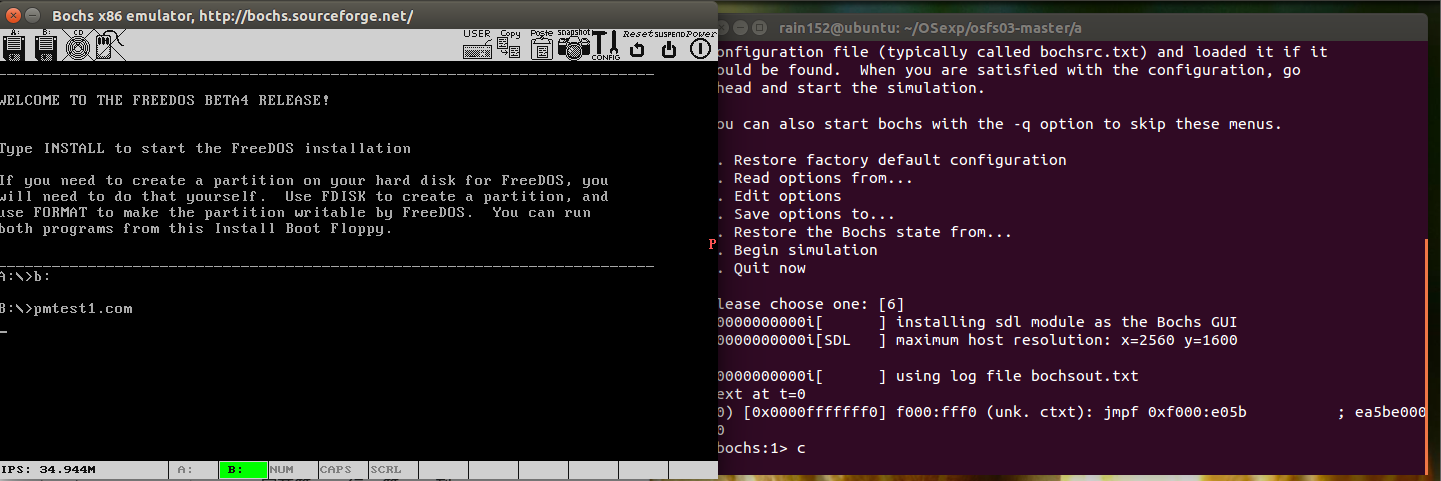 Bochs x86 emulator, http://bochs.sourceforge.net/
A: B: CD
USER Copy Paste snapshot CONFIG Reset SUSPEND Power
WELCOME TO THE FREEDOS BETA4 RELEASE!
Type INSTALL to start the FreeDOS installation
If you need to create a partition on your hard disk for FreeDOS, you
will need to do that yourself.  Use FDISK to create a partition, and
use FORMAT to make the partition writable by FreeDOS.  You can run
both programs from this Install Boot Floppy.
P
A:\>b:
B:\>pmtest1.com
_
IPS: 34.944M A: B: NUM CAPS SCRL
rain152@ubuntu: ~/OSexp/osfs03-master/a
onfiguration file (typically called bochsrc.txt) and loaded it if it
ould be found.  When you are satisfied with the configuration, go
head and start the simulation.
ou can also start bochs with the -q option to skip these menus.
. Restore factory default configuration
. Read options from...
. Edit options
. Save options to...
. Restore the Bochs state from...
. Begin simulation
. Quit now
lease choose one: [6]
0000000000i[      ] installing sdl module as the Bochs GUI
0000000000i[SDL   ] maximum host resolution: x=2560 y=1600
0000000000i[      ] using log file bochsout.txt
ext at t=0
0) [0x0000fffffff0] f000:fff0 (unk. ctxt): jmpf 0xf000:e05b          ; ea5be000
0
bochs:1> c